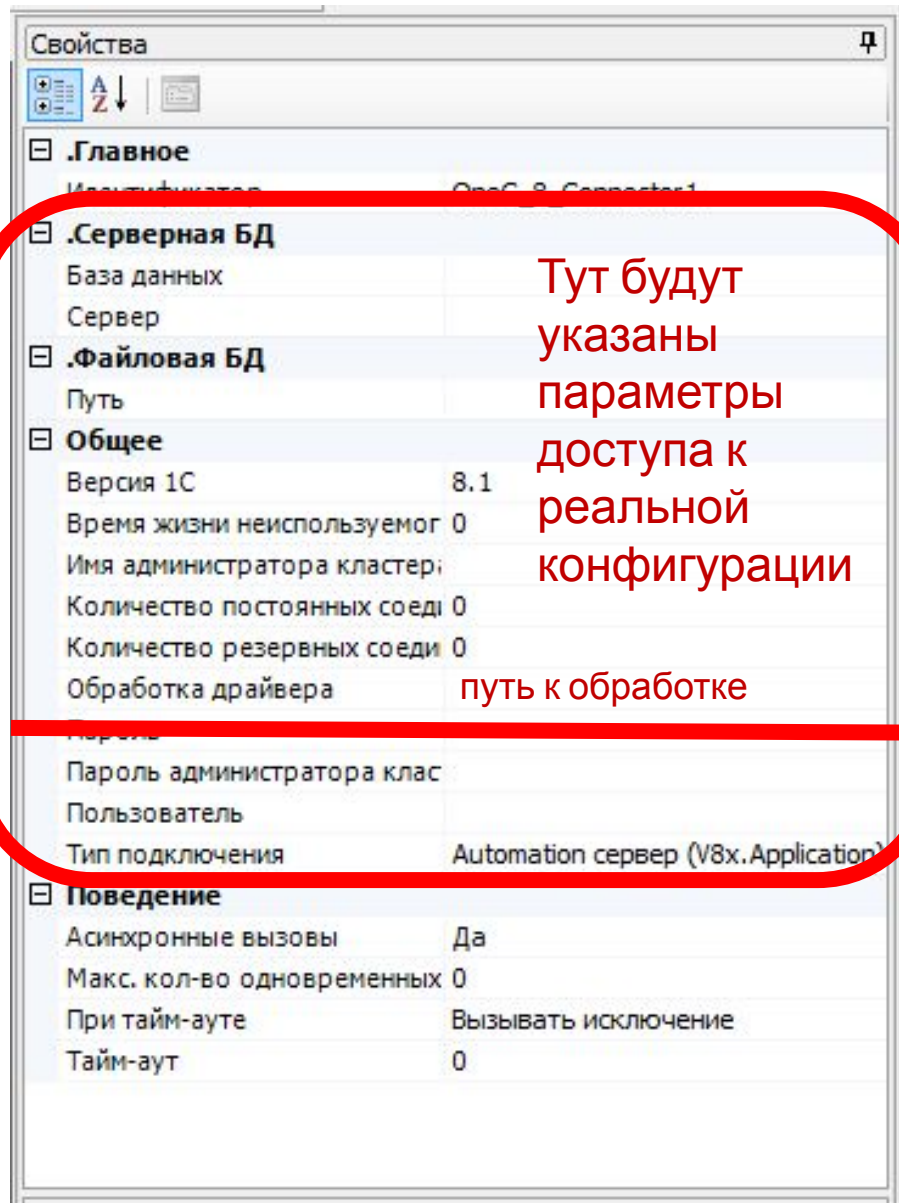 Свойства
.Главное
Идентификатор OneC_8_Connector1
.Серверная БД
База данных
Сервер
.Файловая БД
Путь
Тут будут
указаны
параметры
доступа к
реальной
конфигурации
Общее
Версия 1С 8.1
Время жизни неиспользуемог 0
Имя администратора кластер
Количество постоянных соеди 0
Количество резервных соеди 0
Обработка драйвера путь к обработке
Пароль
Пароль администратора клас
Пользователь
Тип подключения Automation сервер (V8x.Application)
Поведение
Асинхронные вызовы Да
Макс. кол-во одновременных 0
При тайм-ауте Вызывать исключение
Тайм-аут 0